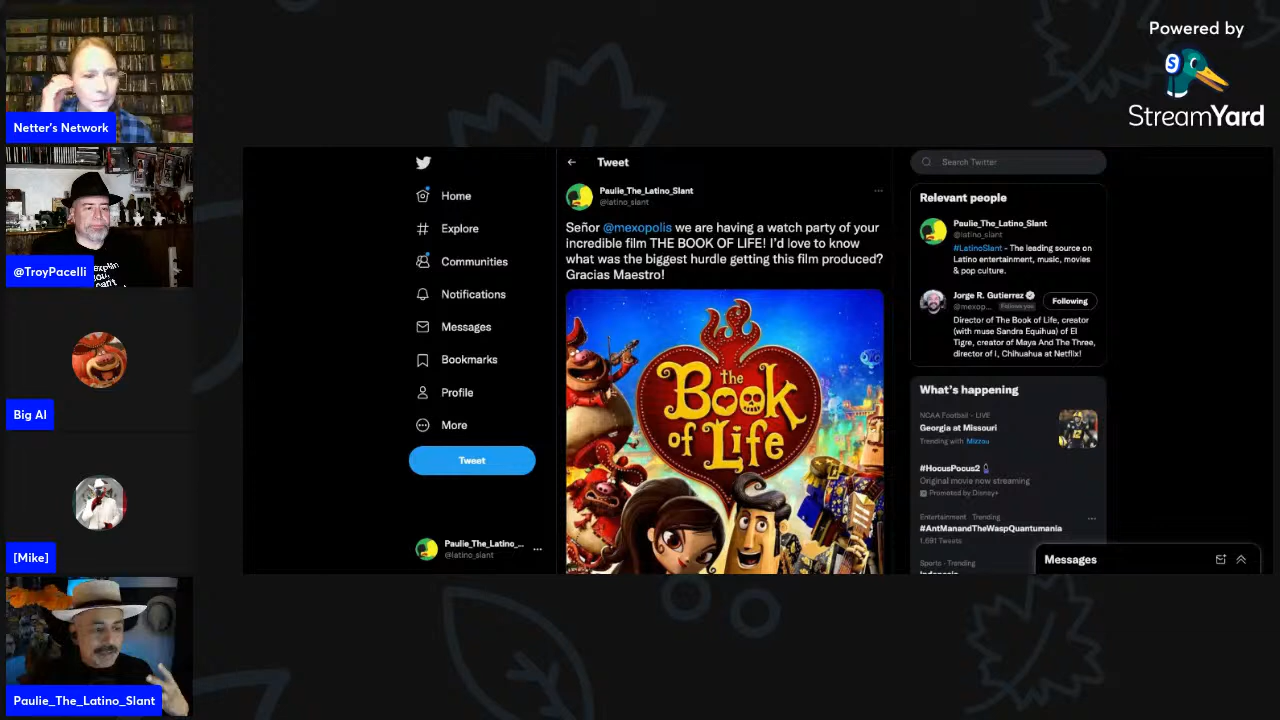 Powered by
StreamYard
Netter's Network
@TroyPacelli
Big Al
[Mike]
Paulie_The_Latino_Slant
Home
Explore
Communities
Notifications
Messages
Bookmarks
Profile
More
Tweet
Paulie_The_Latino_...
@latino_slant
Tweet
Paulie_The_Latino_Slant
@latino_slant
Señor @mexopolis we are having a watch party of your
incredible film THE BOOK OF LIFE! I'd love to know
what was the biggest hurdle getting this film produced?
Gracias Maestro!
the
Book
of Life
Search Twitter
Relevant people
Paulie_The_Latino_Slant
@latino_slant
#LatinoSlant - The leading source on
Latino entertainment, music, movies
& pop culture.
Jorge R. Gutierrez
@mexop... Follows you
Following
Director of The Book of Life, creator
(with muse Sandra Equihua) of El
Tigre, creator of Maya And The Three,
director of I, Chihuahua at Netflix!
What's happening
NCAA Football - LIVE
Georgia at Missouri
Trending with Mizzou
#HocusPocus2
Original movie now streaming
Promoted by Disney+
Entertainment · Trending
#AntManandTheWaspQuantumania
1,691 Tweets
Sports · Trending
Messages